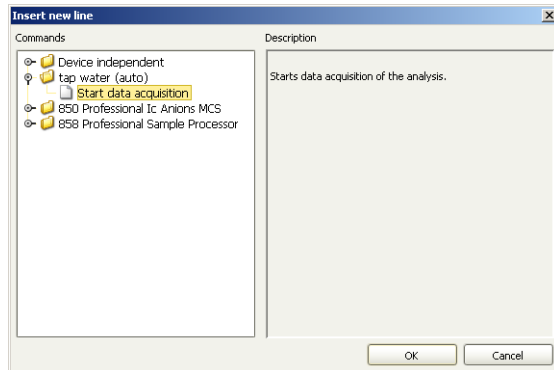 Insert new line
Commands
Description
Device independent
tap water (auto)
Start data acquisition
850 Professional Ic Anions MCS
858 Professional Sample Processor
Starts data acquisition of the analysis.
OK
Cancel